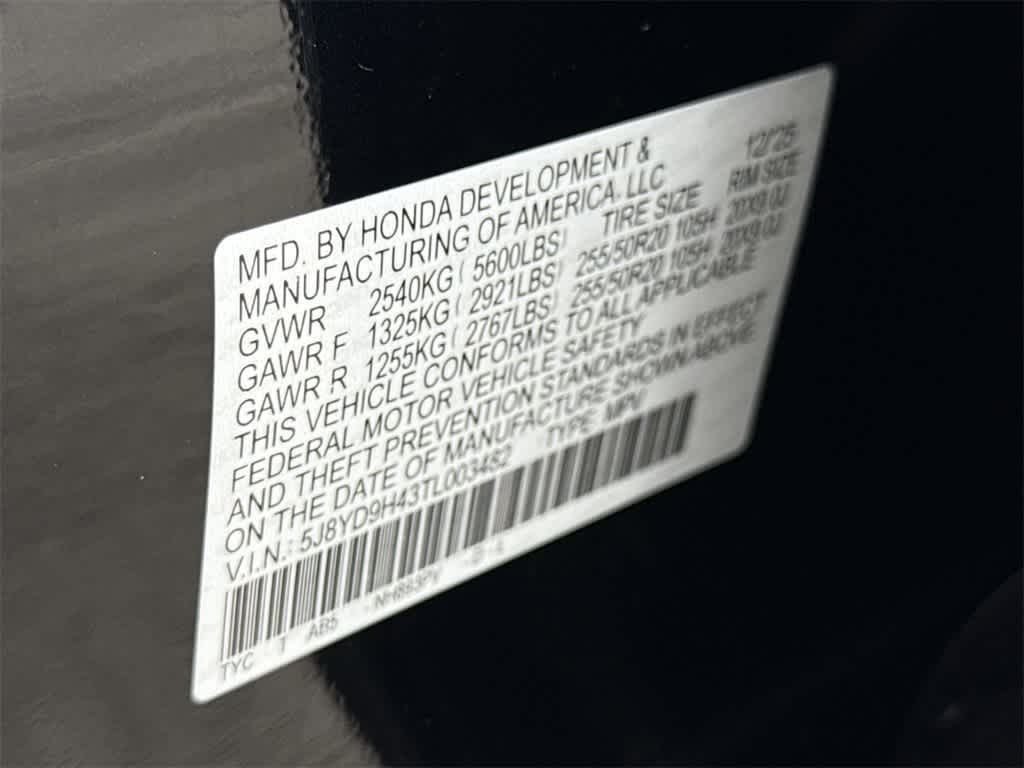 MFD. BY HONDA DEVELOPMENT & 12/25
MANUFACTURING OF AMERICA, LLC
GVWR 2540KG ( 5600LBS) TIRE SIZE RIM SIZE
GAWR F 1325KG ( 2921LBS) 255/50R20 105H 20X9.0J
GAWR R 1255KG ( 2767LBS) 255/50R20 105H 20X9.0J
THIS VEHICLE CONFORMS TO ALL APPLICABLE
FEDERAL MOTOR VEHICLE SAFETY
AND THEFT PREVENTION STANDARDS IN EFFECT
ON THE DATE OF MANUFACTURE SHOWN ABOVE.
V.I.N.: 5J8YD9H43TL003482 TYPE: MPV
TYC 1 AB5